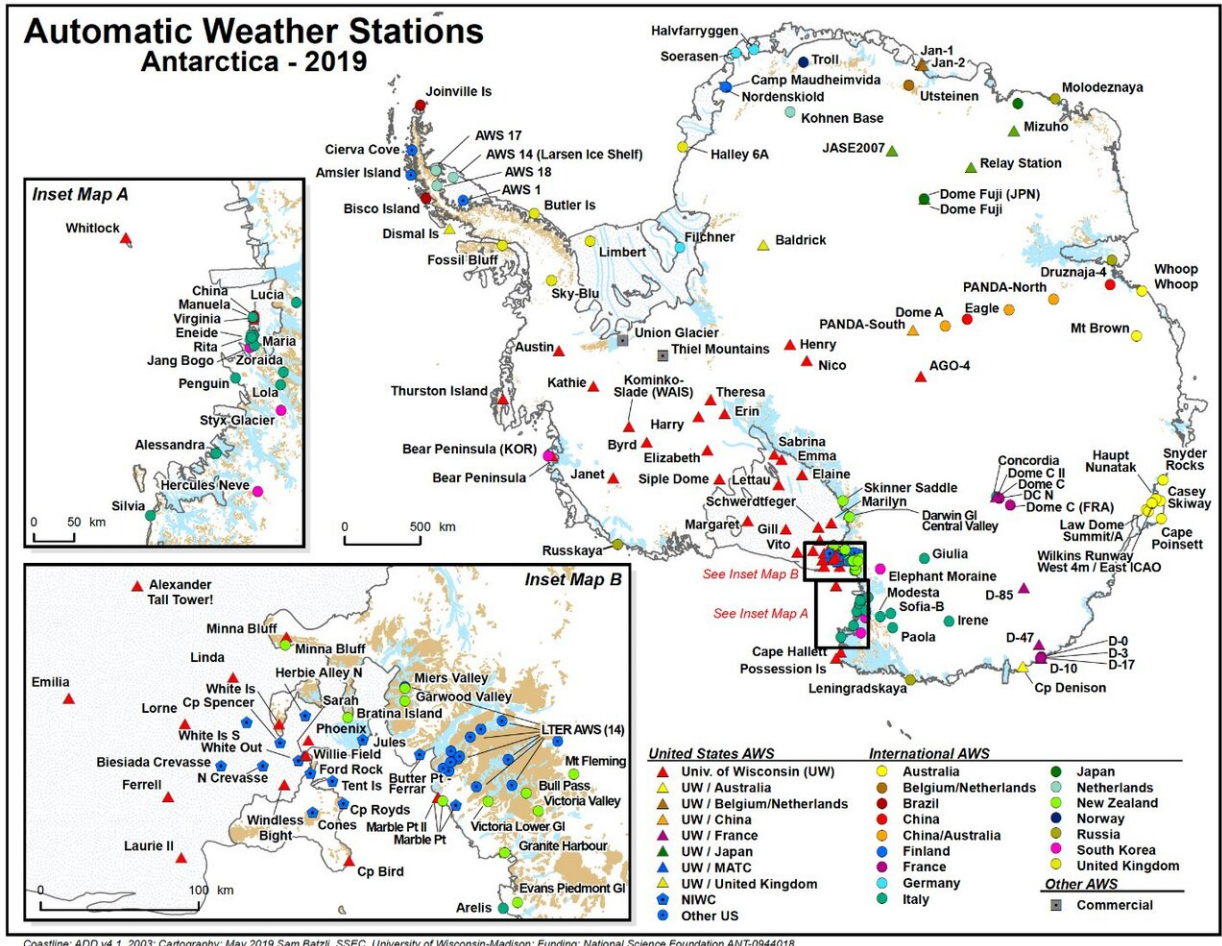 Automatic Weather Stations
Antarctica - 2019
Halvfarryggen
Soerasen
Troll
Jan-1
Jan-2
Camp Maudheimvida
Nordenskiold
Utsteinen
Molodeznaya
Kohnen Base
Mizuho
Joinville Is
AWS 17
Cierva Cove
AWS 14 (Larsen Ice Shelf)
Amsler Island
AWS 18
AWS 1
Halley 6A
JASE2007
Relay Station
Bisco Island
Butler Is
Dome Fuji (JPN)
Dome Fuji
Dismal Is
Fossil Bluff
Limbert
Filchner
Baldrick
Druznaja-4
Whoop
Whoop
Sky-Blu
PANDA-North
Dome A
Eagle
PANDA-South
Mt Brown
Union Glacier
Thiel Mountains
Henry
Nico
AGO-4
Austin
Kathie
Kominko-
Slade (WAIS)
Theresa
Thurston Island
Harry
Erin
Byrd
Bear Peninsula (KOR)
Bear Peninsula
Elizabeth
Sabrina
Emma
Elaine
Janet
Siple Dome
Lettau
Schwerdtfeger
Skinner Saddle
Marilyn
Darwin Gl
Central Valley
Margaret
Gill
Vito
Russkaya
Concordia
Dome C II
Dome C
DC N
Dome C (FRA)
Haupt
Nunatak
Snyder
Rocks
Casey
Skiway
Law Dome
Summit/A
Cape
Poinsett
Wilkins Runway
West 4m / East ICAO
Giulia
Elephant Moraine
Modesta
Sofia-B
Irene
Paola
D-85
D-47
D-0
D-3
D-17
D-10
Cp Denison
See Inset Map B
See Inset Map A
Cape Hallett
Possession Is
Leningradskaya
0 500 km
Inset Map A
Whitlock
China
Lucia
Manuela
Virginia
Eneide
Rita
Maria
Jang Bogo
Zoraida
Penguin
Lola
Styx Glacier
Alessandra
Hercules Neve
Silvia
0 50 km
Inset Map B
Alexander
Tall Tower!
Minna Bluff
Minna Bluff
Linda
Herbie Alley N
Miers Valley
Garwood Valley
Emilia
White Is
Cp Spencer
Sarah
Bratina Island
Lorne
Phoenix
LTER AWS (14)
White Is S
White Out
Jules
Willie Field
Biesiada Crevasse
Ford Rock
Mt Fleming
N Crevasse
Tent Is
Butter Pt -
Ferrar
Bull Pass
Ferrell
Cp Royds
Victoria Valley
Windless
Bight
Cones
Marble Pt II
Marble Pt
Victoria Lower Gl
Laurie II
Granite Harbour
Cp Bird
Evans Piedmont Gl
Arelis
0 100 km
United States AWS
Univ. of Wisconsin (UW)
UW / Australia
UW / Belgium/Netherlands
UW / China
UW / France
UW / Japan
UW / MATC
UW / United Kingdom
NIWC
Other US
International AWS
Australia
Belgium/Netherlands
Brazil
China
China/Australia
Finland
France
Germany
Italy
Japan
Netherlands
New Zealand
Norway
Russia
South Korea
United Kingdom
Other AWS
Commercial
Coastline: ADD v4.1, 2003; Cartography: May 2019 Sam Batzli, SSEC, University of Wisconsin-Madison; Funding: National Science Foundation ANT-0944018